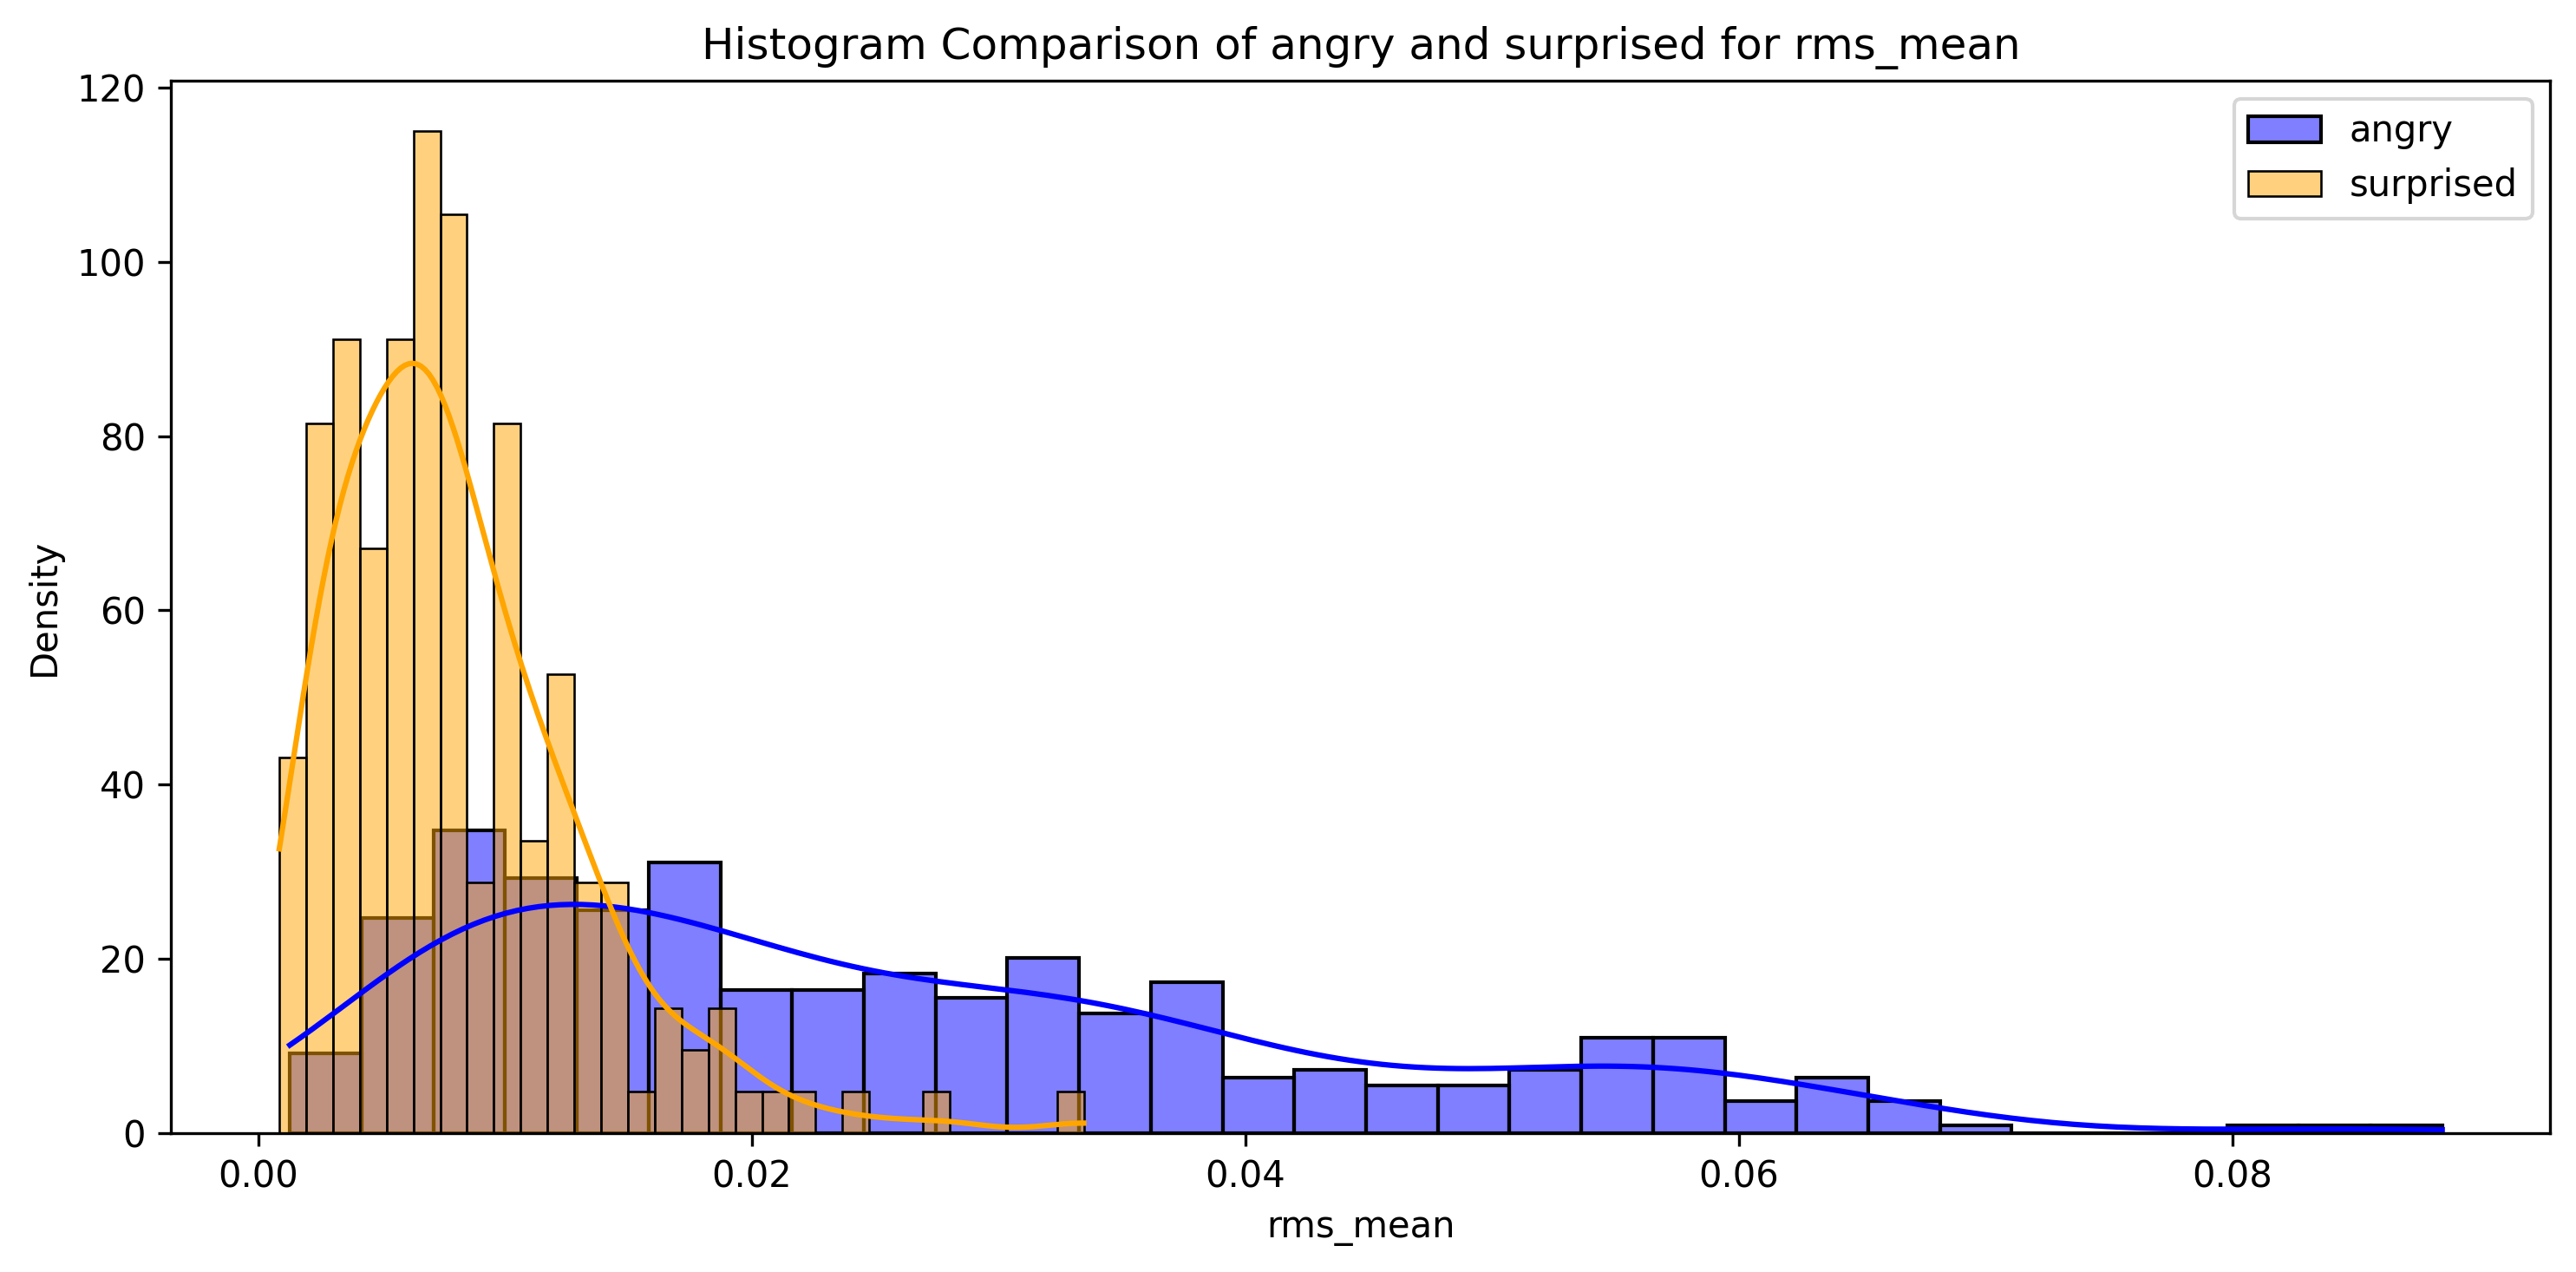 Histogram Comparison of angry and surprised for rms_mean
120
100
80
60
40
20
0
Density
angry
surprised
0.00 0.02 0.04 0.06 0.08
rms_mean